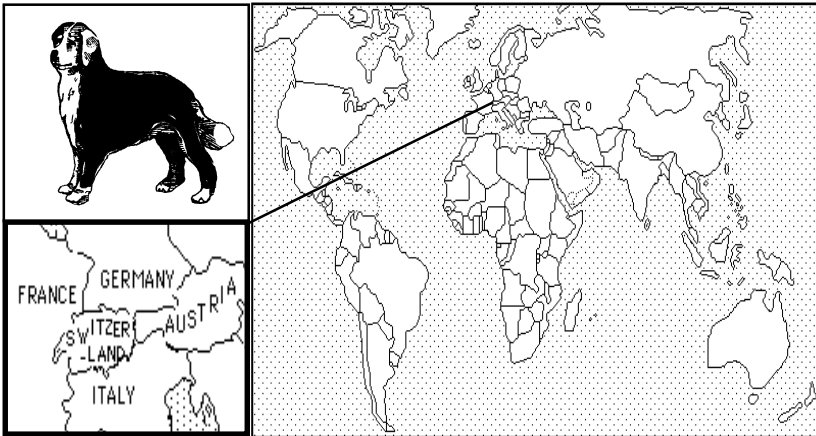 GERMANY
FRANCE
AUSTRIA
SWITZER
-LAND
ITALY